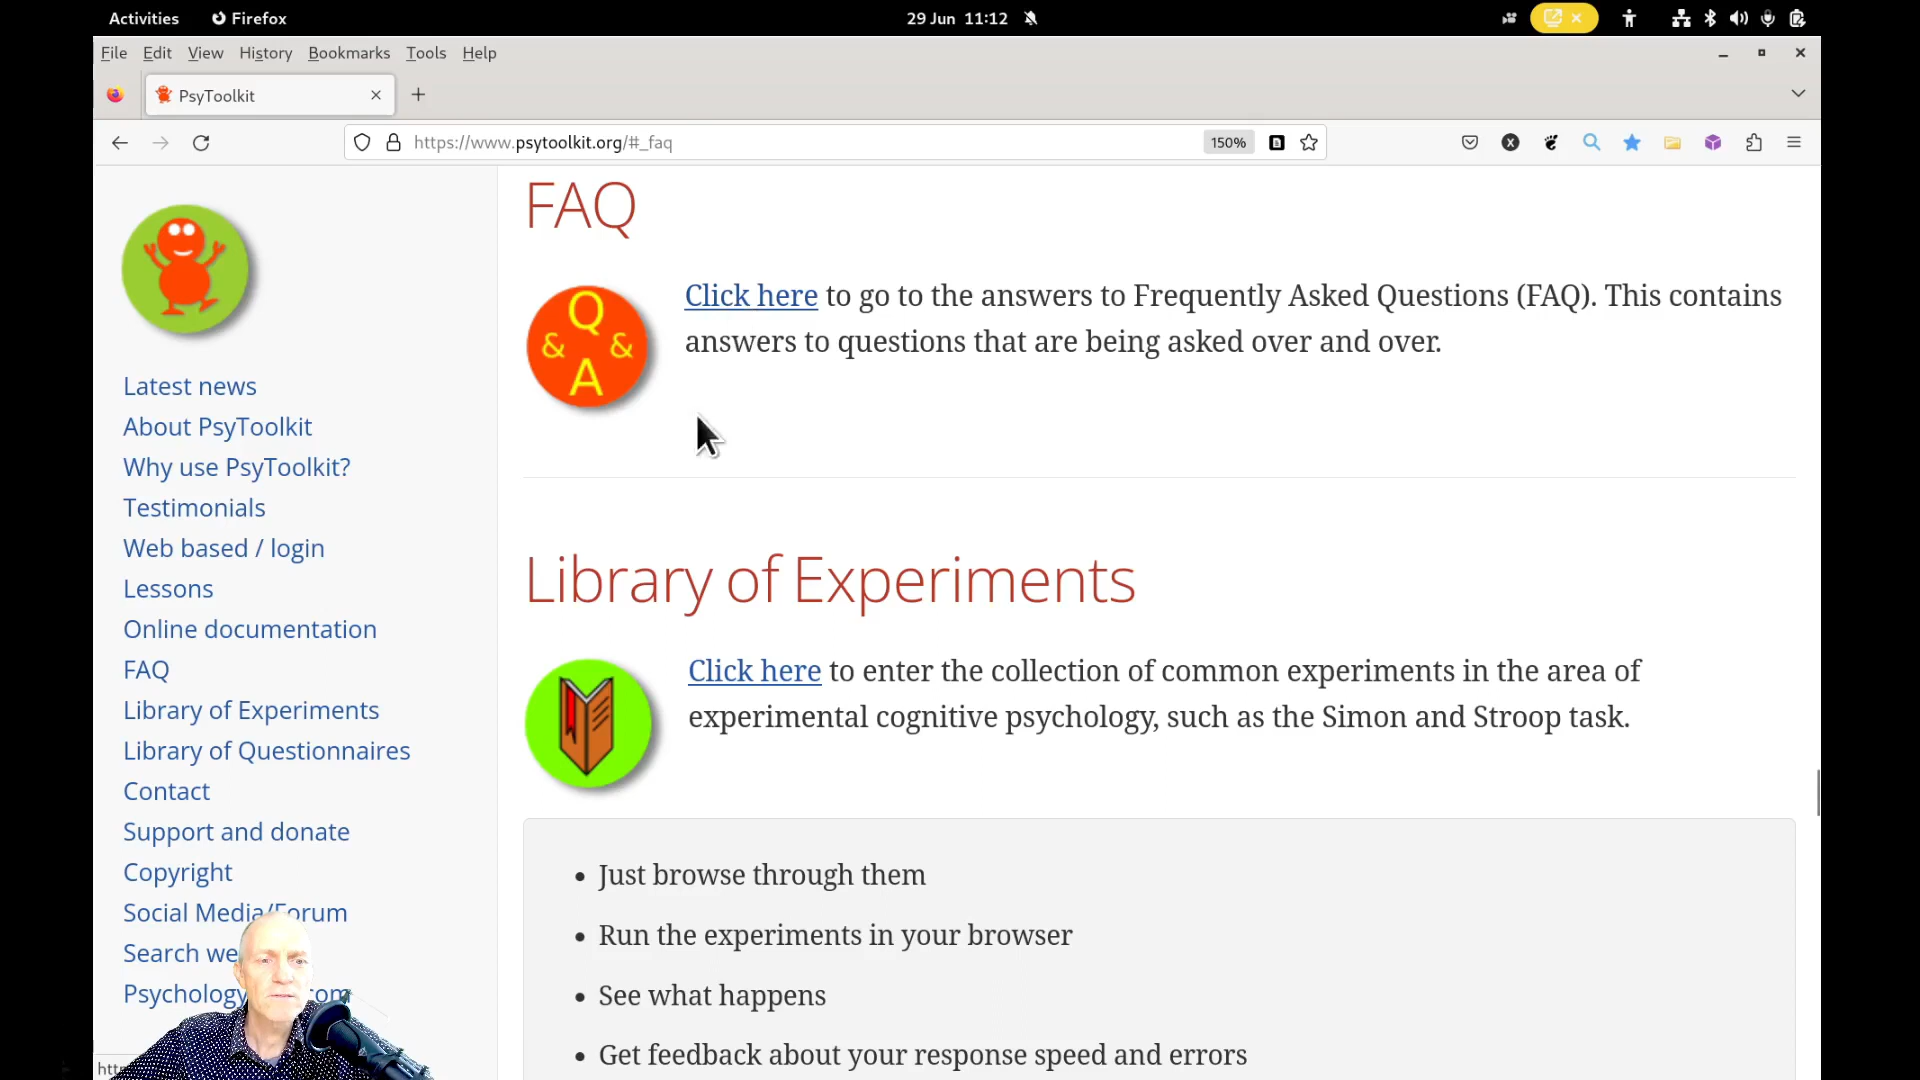 Activities
Firefox
29 Jun 11:12
File Edit View History Bookmarks Tools Help
PsyToolkit
https://www.psytoolkit.org/#_faq
150%
Latest news
About PsyToolkit
Why use PsyToolkit?
Testimonials
Web based / login
Lessons
Online documentation
FAQ
Library of Experiments
Library of Questionnaires
Contact
Support and donate
Copyright
Social Media/Forum
Search
Psychology
FAQ
Q
& &
A
Click here to go to the answers to Frequently Asked Questions (FAQ). This contains
answers to questions that are being asked over and over.
Library of Experiments
Click here to enter the collection of common experiments in the area of
experimental cognitive psychology, such as the Simon and Stroop task.
• Just browse through them
• Run the experiments in your browser
• See what happens
• Get feedback about your response speed and errors